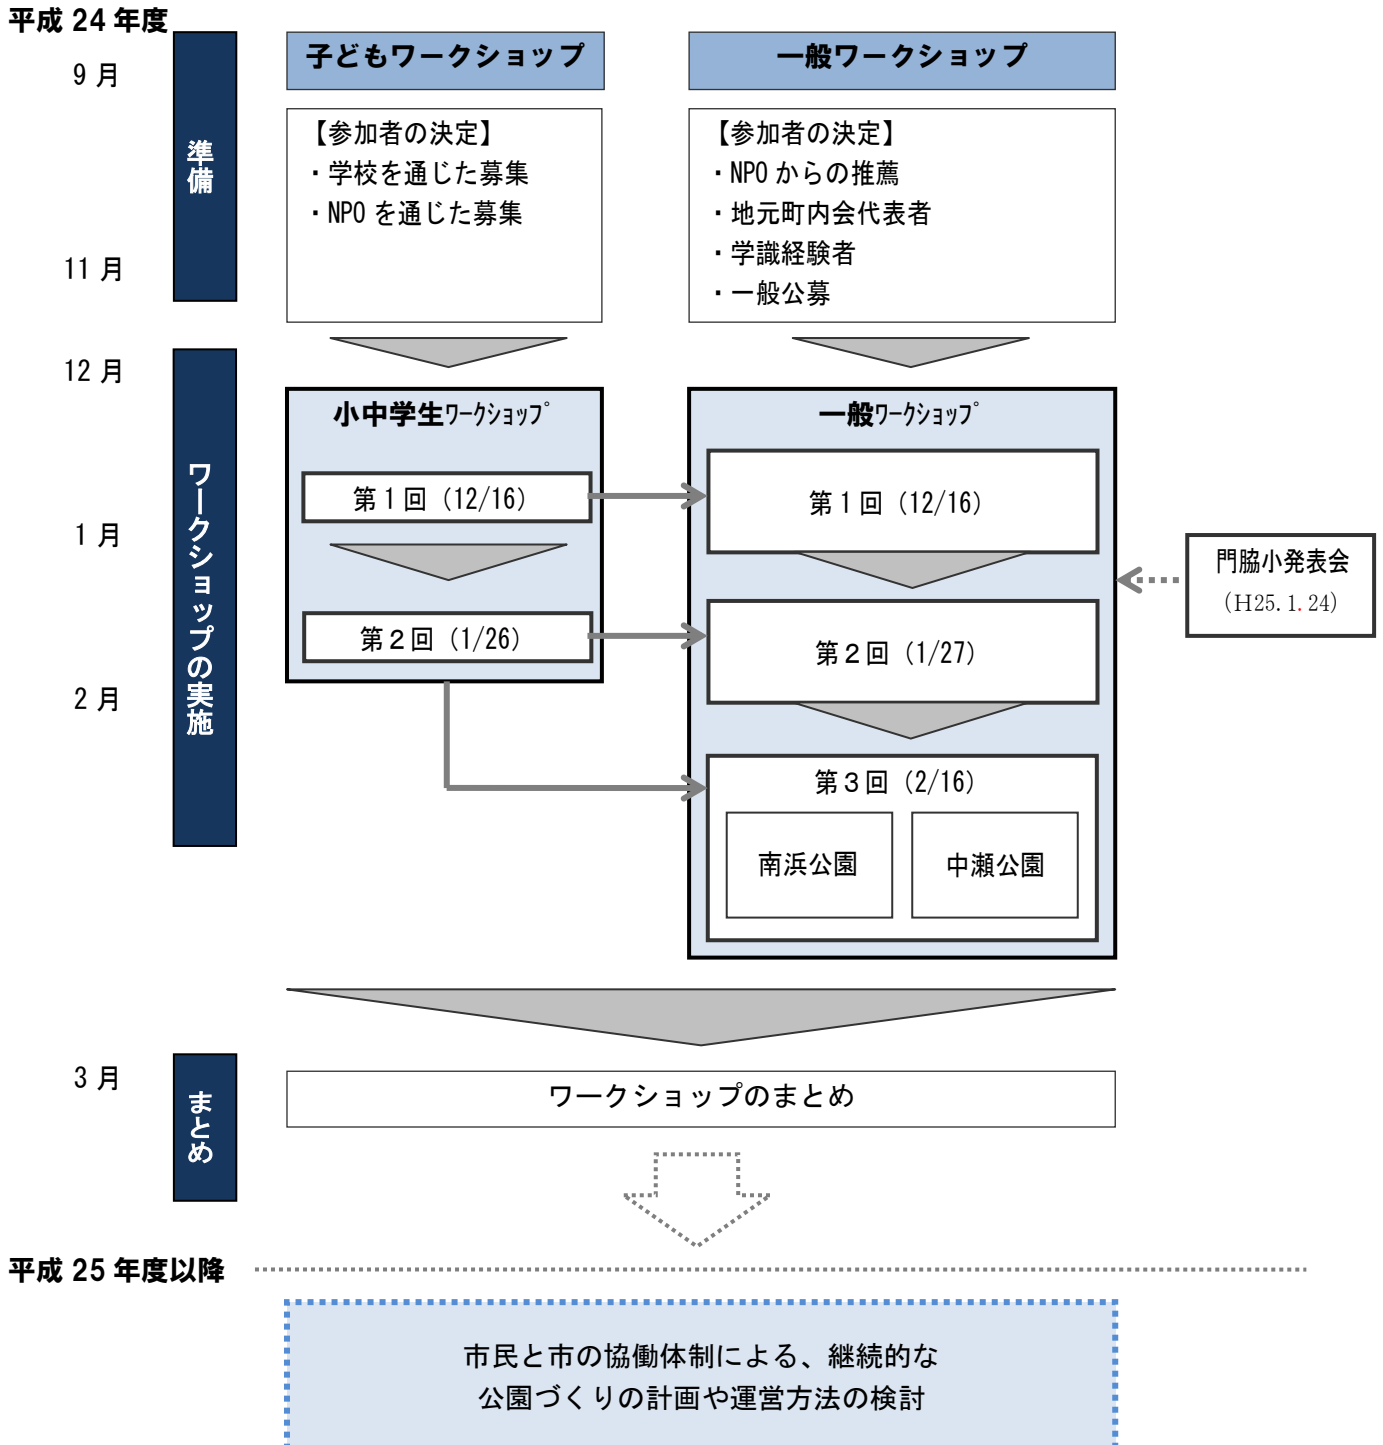 平成 24 年度
9 月
11 月
12 月
1 月
2 月
3 月
準備
ワークショップの実施
まとめ
子どもワークショップ
【参加者の決定】
・学校を通じた募集
・NPO を通じた募集
一般ワークショップ
【参加者の決定】
・NPO からの推薦
・地元町内会代表者
・学識経験者
・一般公募
小中学生ﾜｰｸｼｮｯﾌﾟ
第 1 回（12/16）
第 2 回（1/26）
一般ﾜｰｸｼｮｯﾌﾟ
第 1 回（12/16）
第 2 回（1/27）
第 3 回（2/16）
南浜公園
中瀬公園
門脇小発表会
（H25.1.24）
ワークショップのまとめ
平成 25 年度以降
市民と市の協働体制による、継続的な
公園づくりの計画や運営方法の検討